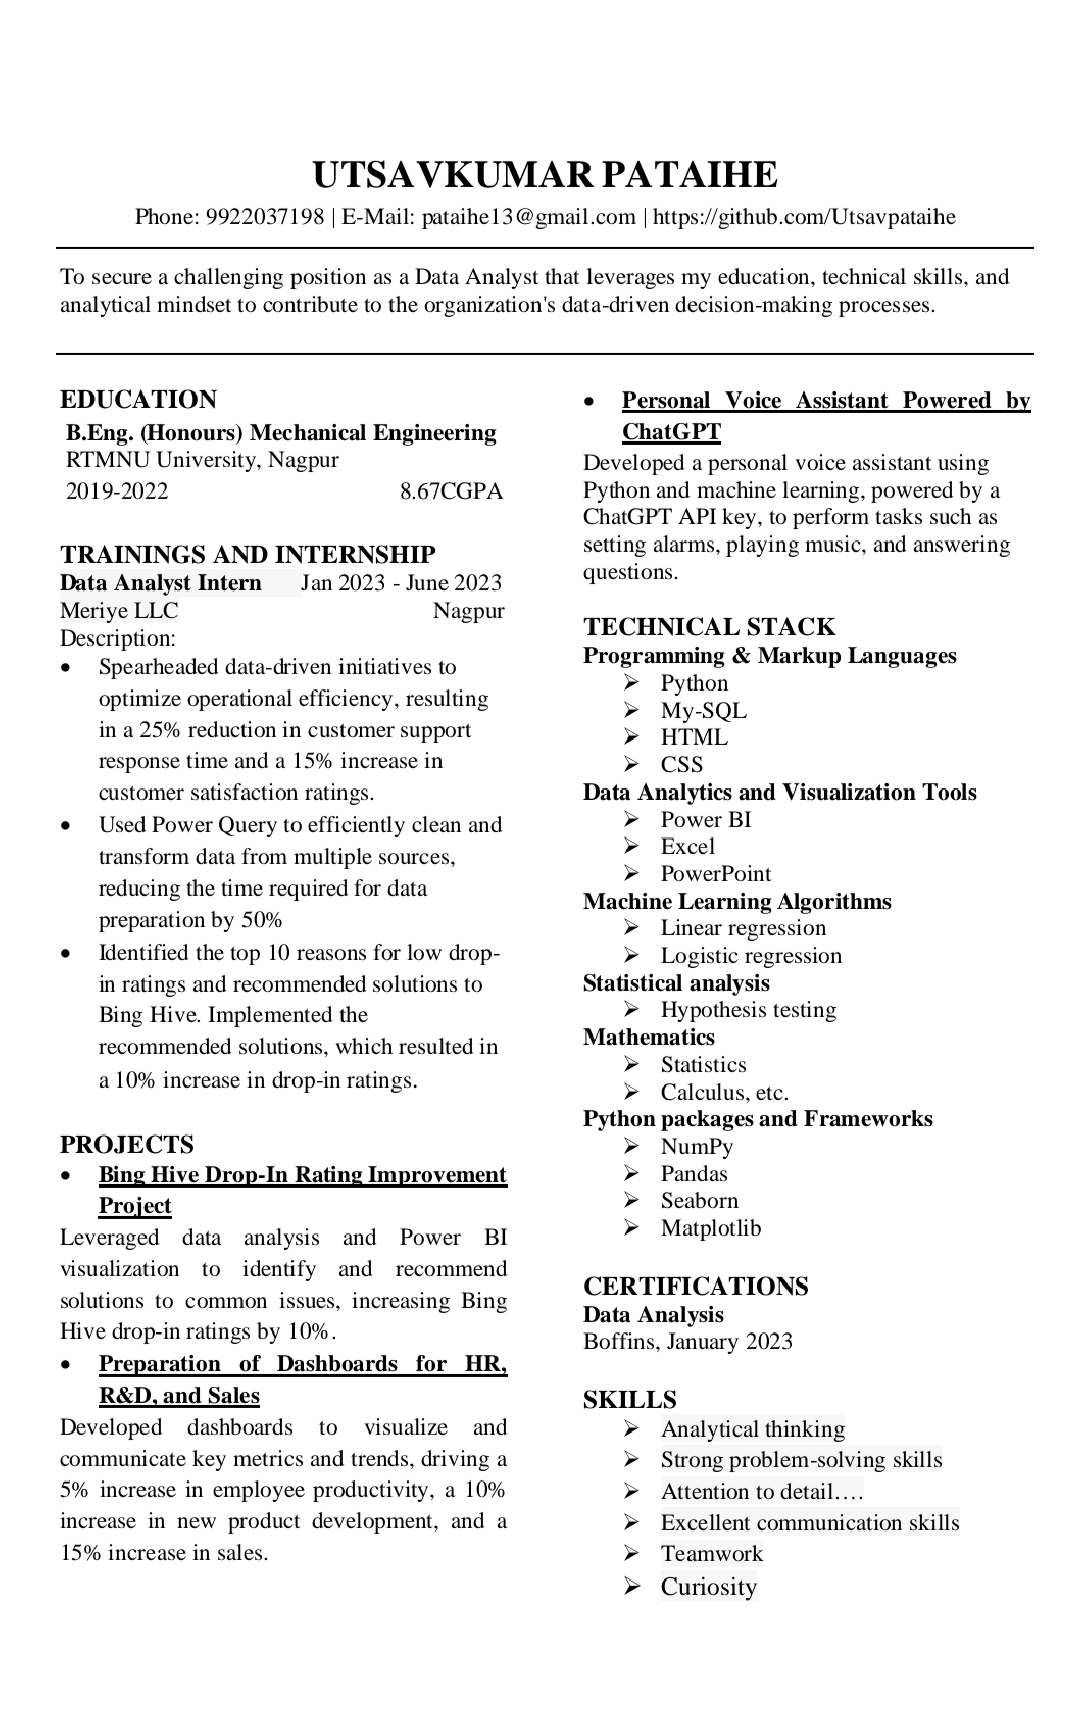 UTSAVKUMAR PATAIHE
Phone: 9922037198 | E-Mail: pataihe13@gmail.com | https://github.com/Utsavpataihe
To secure a challenging position as a Data Analyst that leverages my education, technical skills, and
analytical mindset to contribute to the organization's data-driven decision-making processes.
EDUCATION
B.Eng. (Honours) Mechanical Engineering
RTMNU University, Nagpur
2019-2022 8.67CGPA
TRAININGS AND INTERNSHIP
Data Analyst Intern Jan 2023 - June 2023
Meriye LLC Nagpur
Description:
• Spearheaded data-driven initiatives to
optimize operational efficiency, resulting
in a 25% reduction in customer support
response time and a 15% increase in
customer satisfaction ratings.
• Used Power Query to efficiently clean and
transform data from multiple sources,
reducing the time required for data
preparation by 50%
• Identified the top 10 reasons for low drop-
in ratings and recommended solutions to
Bing Hive. Implemented the
recommended solutions, which resulted in
a 10% increase in drop-in ratings.
PROJECTS
• Bing Hive Drop-In Rating Improvement
Project
Leveraged data analysis and Power BI
visualization to identify and recommend
solutions to common issues, increasing Bing
Hive drop-in ratings by 10%.
• Preparation of Dashboards for HR,
R&D, and Sales
Developed dashboards to visualize and
communicate key metrics and trends, driving a
5% increase in employee productivity, a 10%
increase in new product development, and a
15% increase in sales.
• Personal Voice Assistant Powered by
ChatGPT
Developed a personal voice assistant using
Python and machine learning, powered by a
ChatGPT API key, to perform tasks such as
setting alarms, playing music, and answering
questions.
TECHNICAL STACK
Programming & Markup Languages
➢ Python
➢ My-SQL
➢ HTML
➢ CSS
Data Analytics and Visualization Tools
➢ Power BI
➢ Excel
➢ PowerPoint
Machine Learning Algorithms
➢ Linear regression
➢ Logistic regression
Statistical analysis
➢ Hypothesis testing
Mathematics
➢ Statistics
➢ Calculus, etc.
Python packages and Frameworks
➢ NumPy
➢ Pandas
➢ Seaborn
➢ Matplotlib
CERTIFICATIONS
Data Analysis
Boffins, January 2023
SKILLS
➢ Analytical thinking
➢ Strong problem-solving skills
➢ Attention to detail….
➢ Excellent communication skills
➢ Teamwork
➢ Curiosity